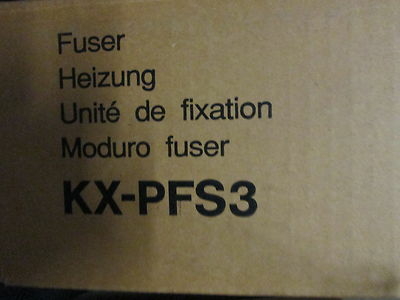 Fuser
Heizung
Unité de fixation
Moduro fuser
KX-PFS3